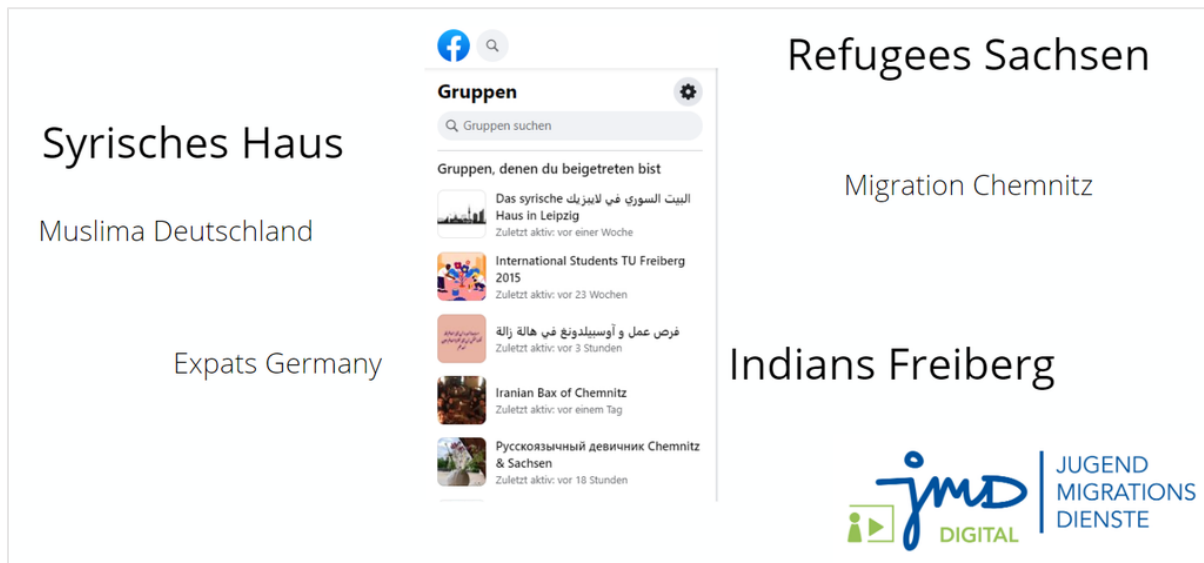 Syrisches Haus
Muslima Deutschland
Expats Germany
Gruppen
Gruppen suchen
Gruppen, denen du beigetreten bist
البيت السوري في لايبزيك Das syrische
Haus in Leipzig
Zuletzt aktiv: vor einer Woche
International Students TU Freiberg
2015
Zuletzt aktiv: vor 23 Wochen
فرص عمل و آوسبيلدونغ في هالة زالة
Zuletzt aktiv: vor 3 Stunden
Iranian Bax of Chemnitz
Zuletzt aktiv: vor einem Tag
Русскоязычный девичник Chemnitz
& Sachsen
Zuletzt aktiv: vor 18 Stunden
Refugees Sachsen
Migration Chemnitz
Indians Freiberg
jmD
DIGITAL
JUGEND
MIGRATIONS
DIENSTE